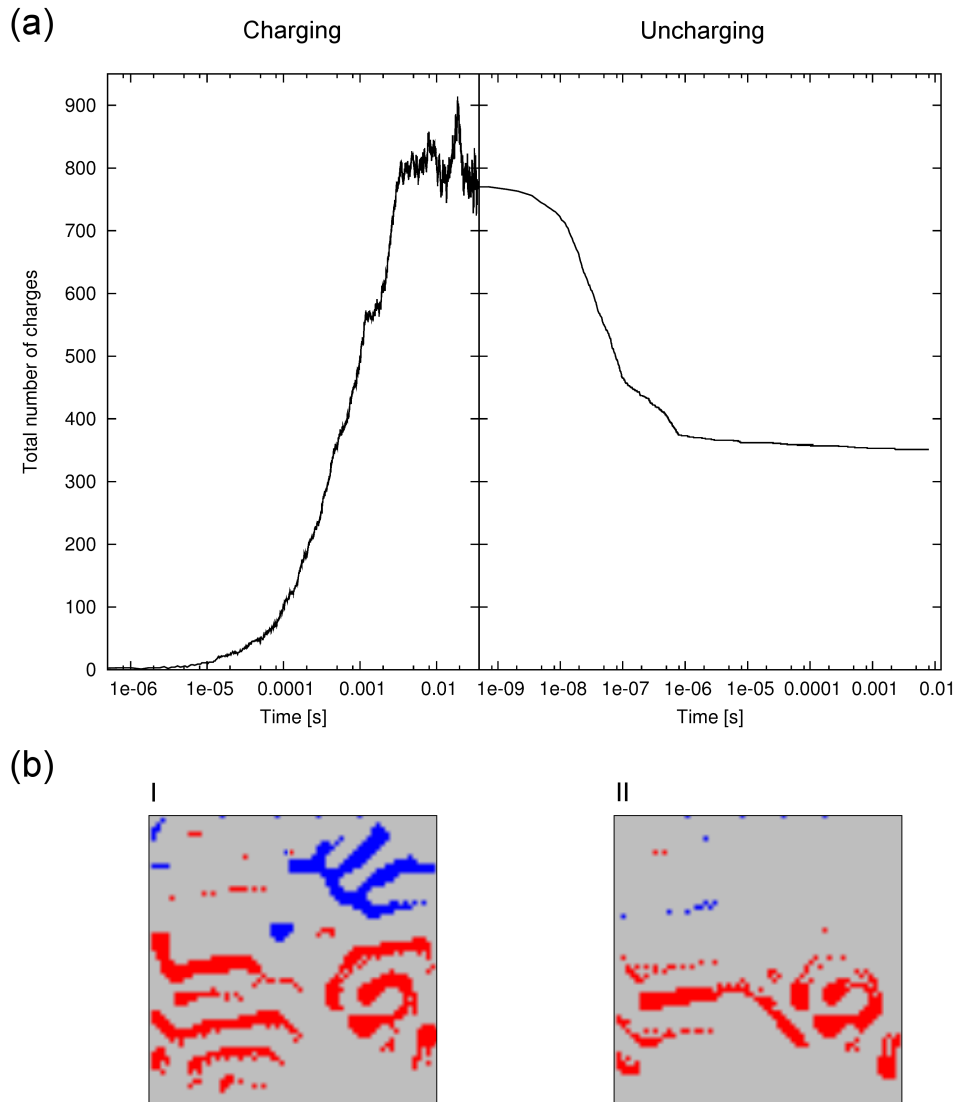 (a)
Charging Uncharging
Total number of charges
900
800
700
600
500
400
300
200
100
0
1e-06 1e-05 0.0001 0.001 0.01 1e-09 1e-08 1e-07 1e-06 1e-05 0.0001 0.001 0.01
Time [s] Time [s]
(b)
I II